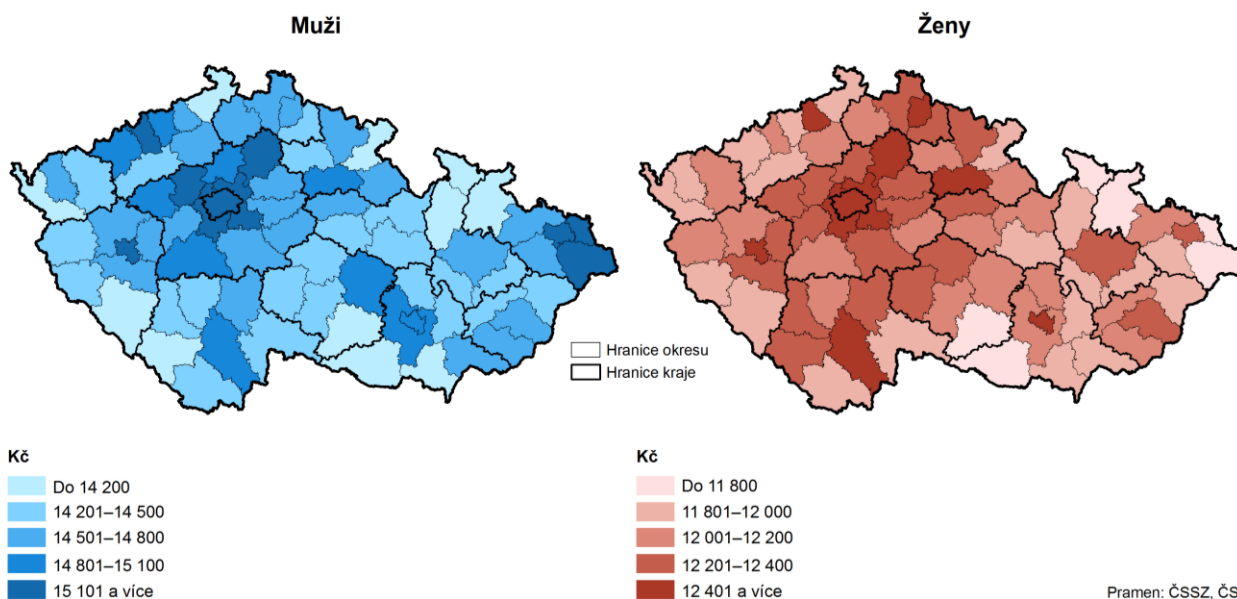 Muži
Ženy
Hranice okresu
Hranice kraje
Kč
Do 14 200
14 201–14 500
14 501–14 800
14 801–15 100
15 101 a více
Kč
Do 11 800
11 801–12 000
12 001–12 200
12 201–12 400
12 401 a více
Pramen: ČSSZ, ČS